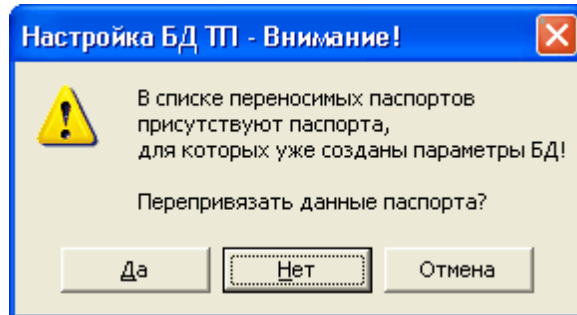 Настройка БД ТП - Внимание!
В списке переносимых паспортов
присутствуют паспорта,
для которых уже созданы параметры БД!
Перепривязать данные паспорта?
Да
Нет
Отмена